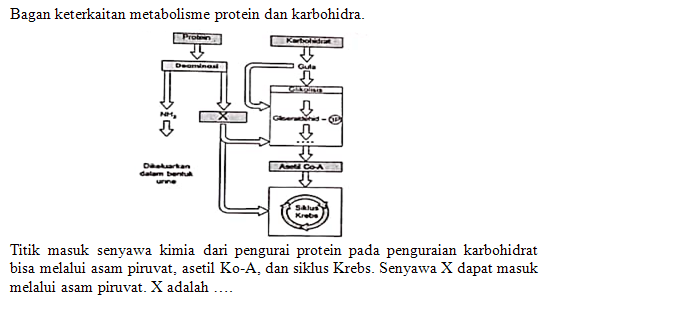 Bagan keterkaitan metabolisme protein dan karbohidra.
Protein
Karbohidrat
Deaminasi
Gula
Glikolisis
NH₃
X
Gliseraldehid –
....
Dikeluarkan
dalam bentuk
urine
Asetil Co-A
Siklus
Krebs
Titik masuk senyawa kimia dari pengurai protein pada penguraian karbohidrat
bisa melalui asam piruvat, asetil Ko-A, dan siklus Krebs. Senyawa X dapat masuk
melalui asam piruvat. X adalah ....